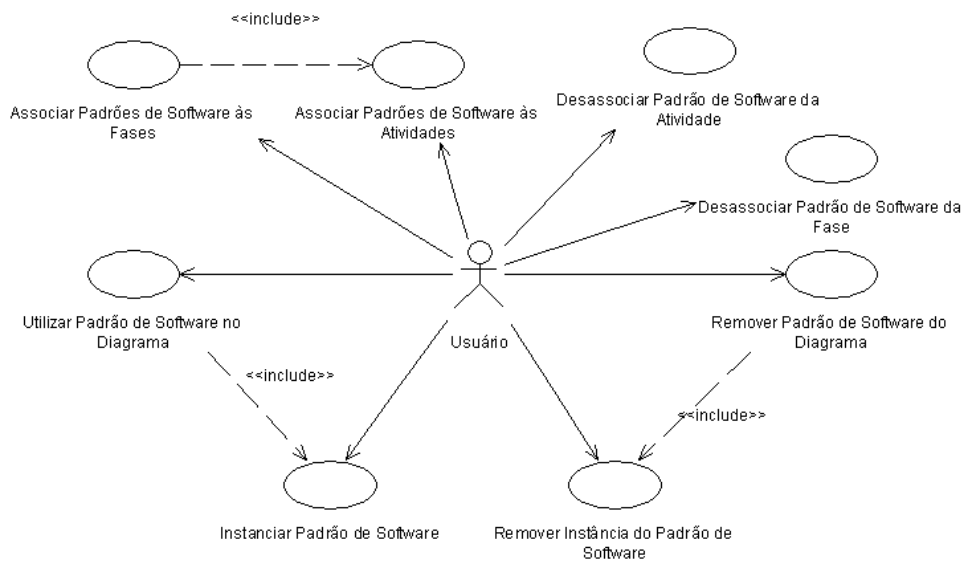 <<include>>
Associar Padrões de Software às
Fases
Associar Padrões de Software às
Atividades
Desassociar Padrão de Software da
Atividade
Desassociar Padrão de Software da
Fase
Utilizar Padrão de Software no
Diagrama
Usuário
Remover Padrão de Software do
Diagrama
<<include>>
<<include>>
Instanciar Padrão de Software
Remover Instância do Padrão de
Software